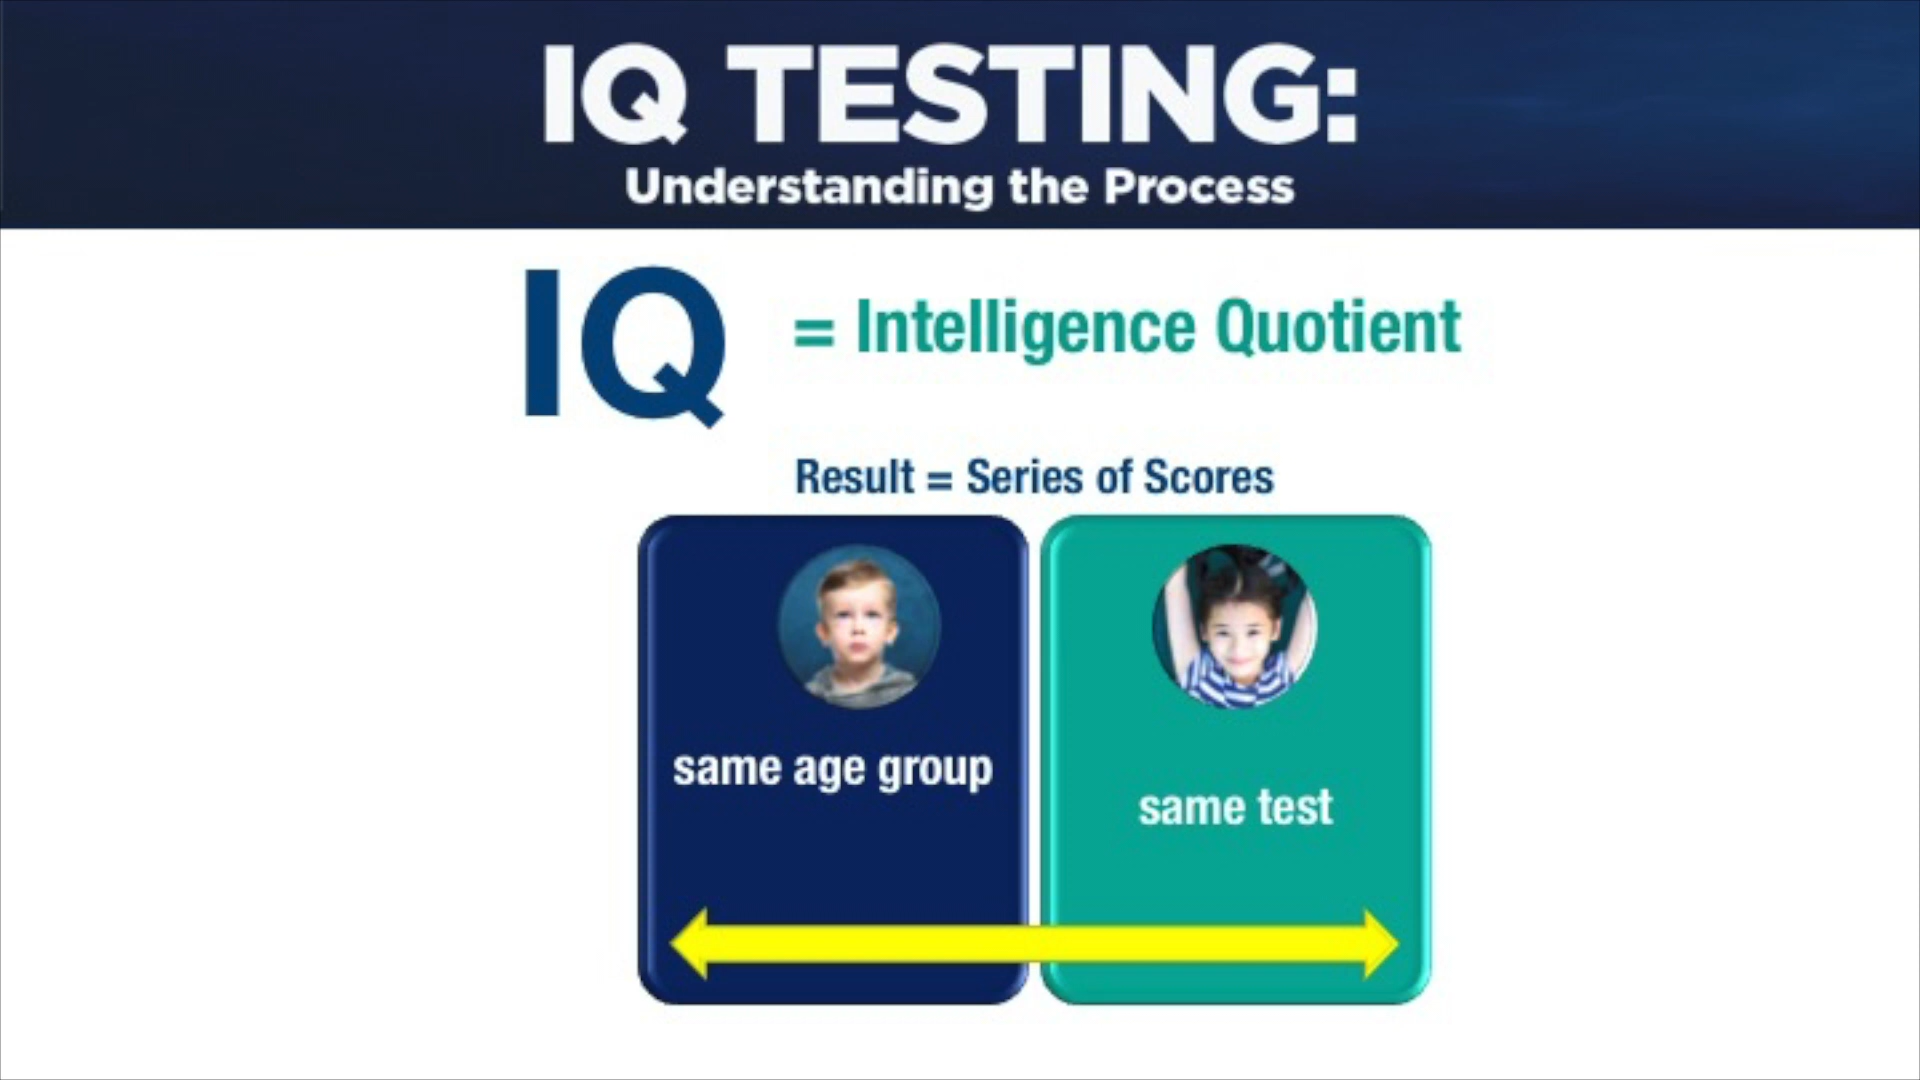 IQ TESTING:
Understanding the Process
IQ = Intelligence Quotient
Result = Series of Scores
same age group
same test